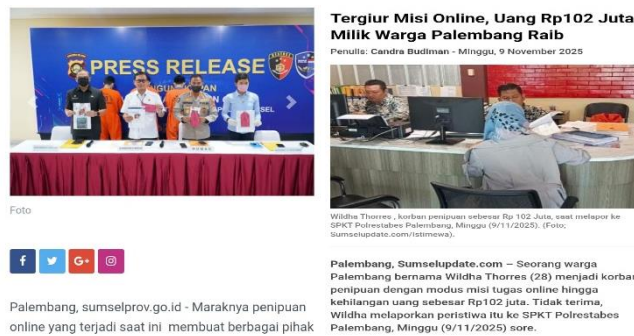 PRESS RELEASE
Foto
Palembang, sumselprov.go.id - Maraknya penipuan
online yang terjadi saat ini membuat berbagai pihak
Tergiur Misi Online, Uang Rp102 Juta
Milik Warga Palembang Raib
Penulis: Candra Budiman - Minggu, 9 November 2025
Wildha Thorres , korban penipuan sebesar Rp 102 Juta, saat melapor ke
SPKT Polrestabes Palembang, Minggu (9/11/2025). (Foto;
Sumselupdate.com/Istimewa).
Palembang, Sumselupdate.com – Seorang warga
Palembang bernama Wildha Thorres (28) menjadi korban
penipuan dengan modus misi tugas online hingga
kehilangan uang sebesar Rp102 juta. Tidak terima,
Wildha melaporkan peristiwa itu ke SPKT Polrestabes
Palembang, Minggu (9/11/2025) sore.